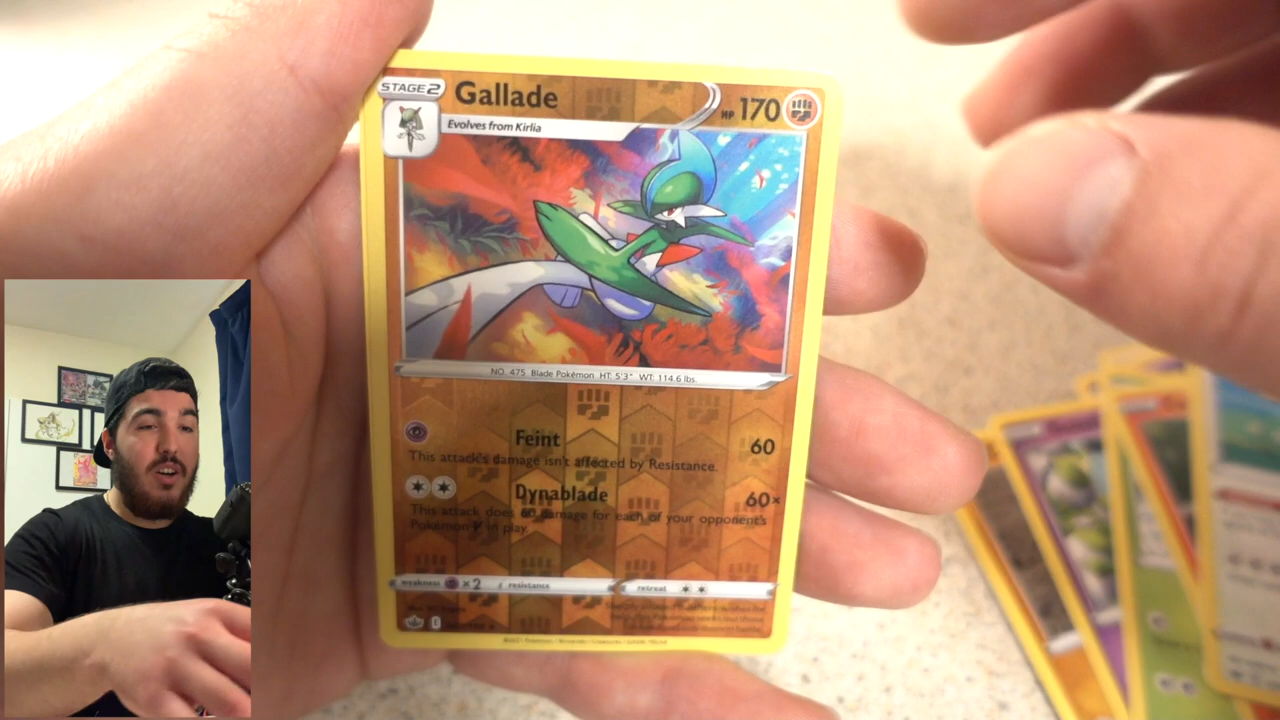 STAGE 2
Gallade
HP 170
Evolves from Kirlia
NO. 475 Blade Pokémon HT: 5'3" WT: 114.6 lbs.
Feint 60
This attack's damage isn't affected by Resistance.
Dynablade 60×
This attack does 60 damage for each of your opponent's
Pokémon V in play.
weakness ×2 resistance retreat
E